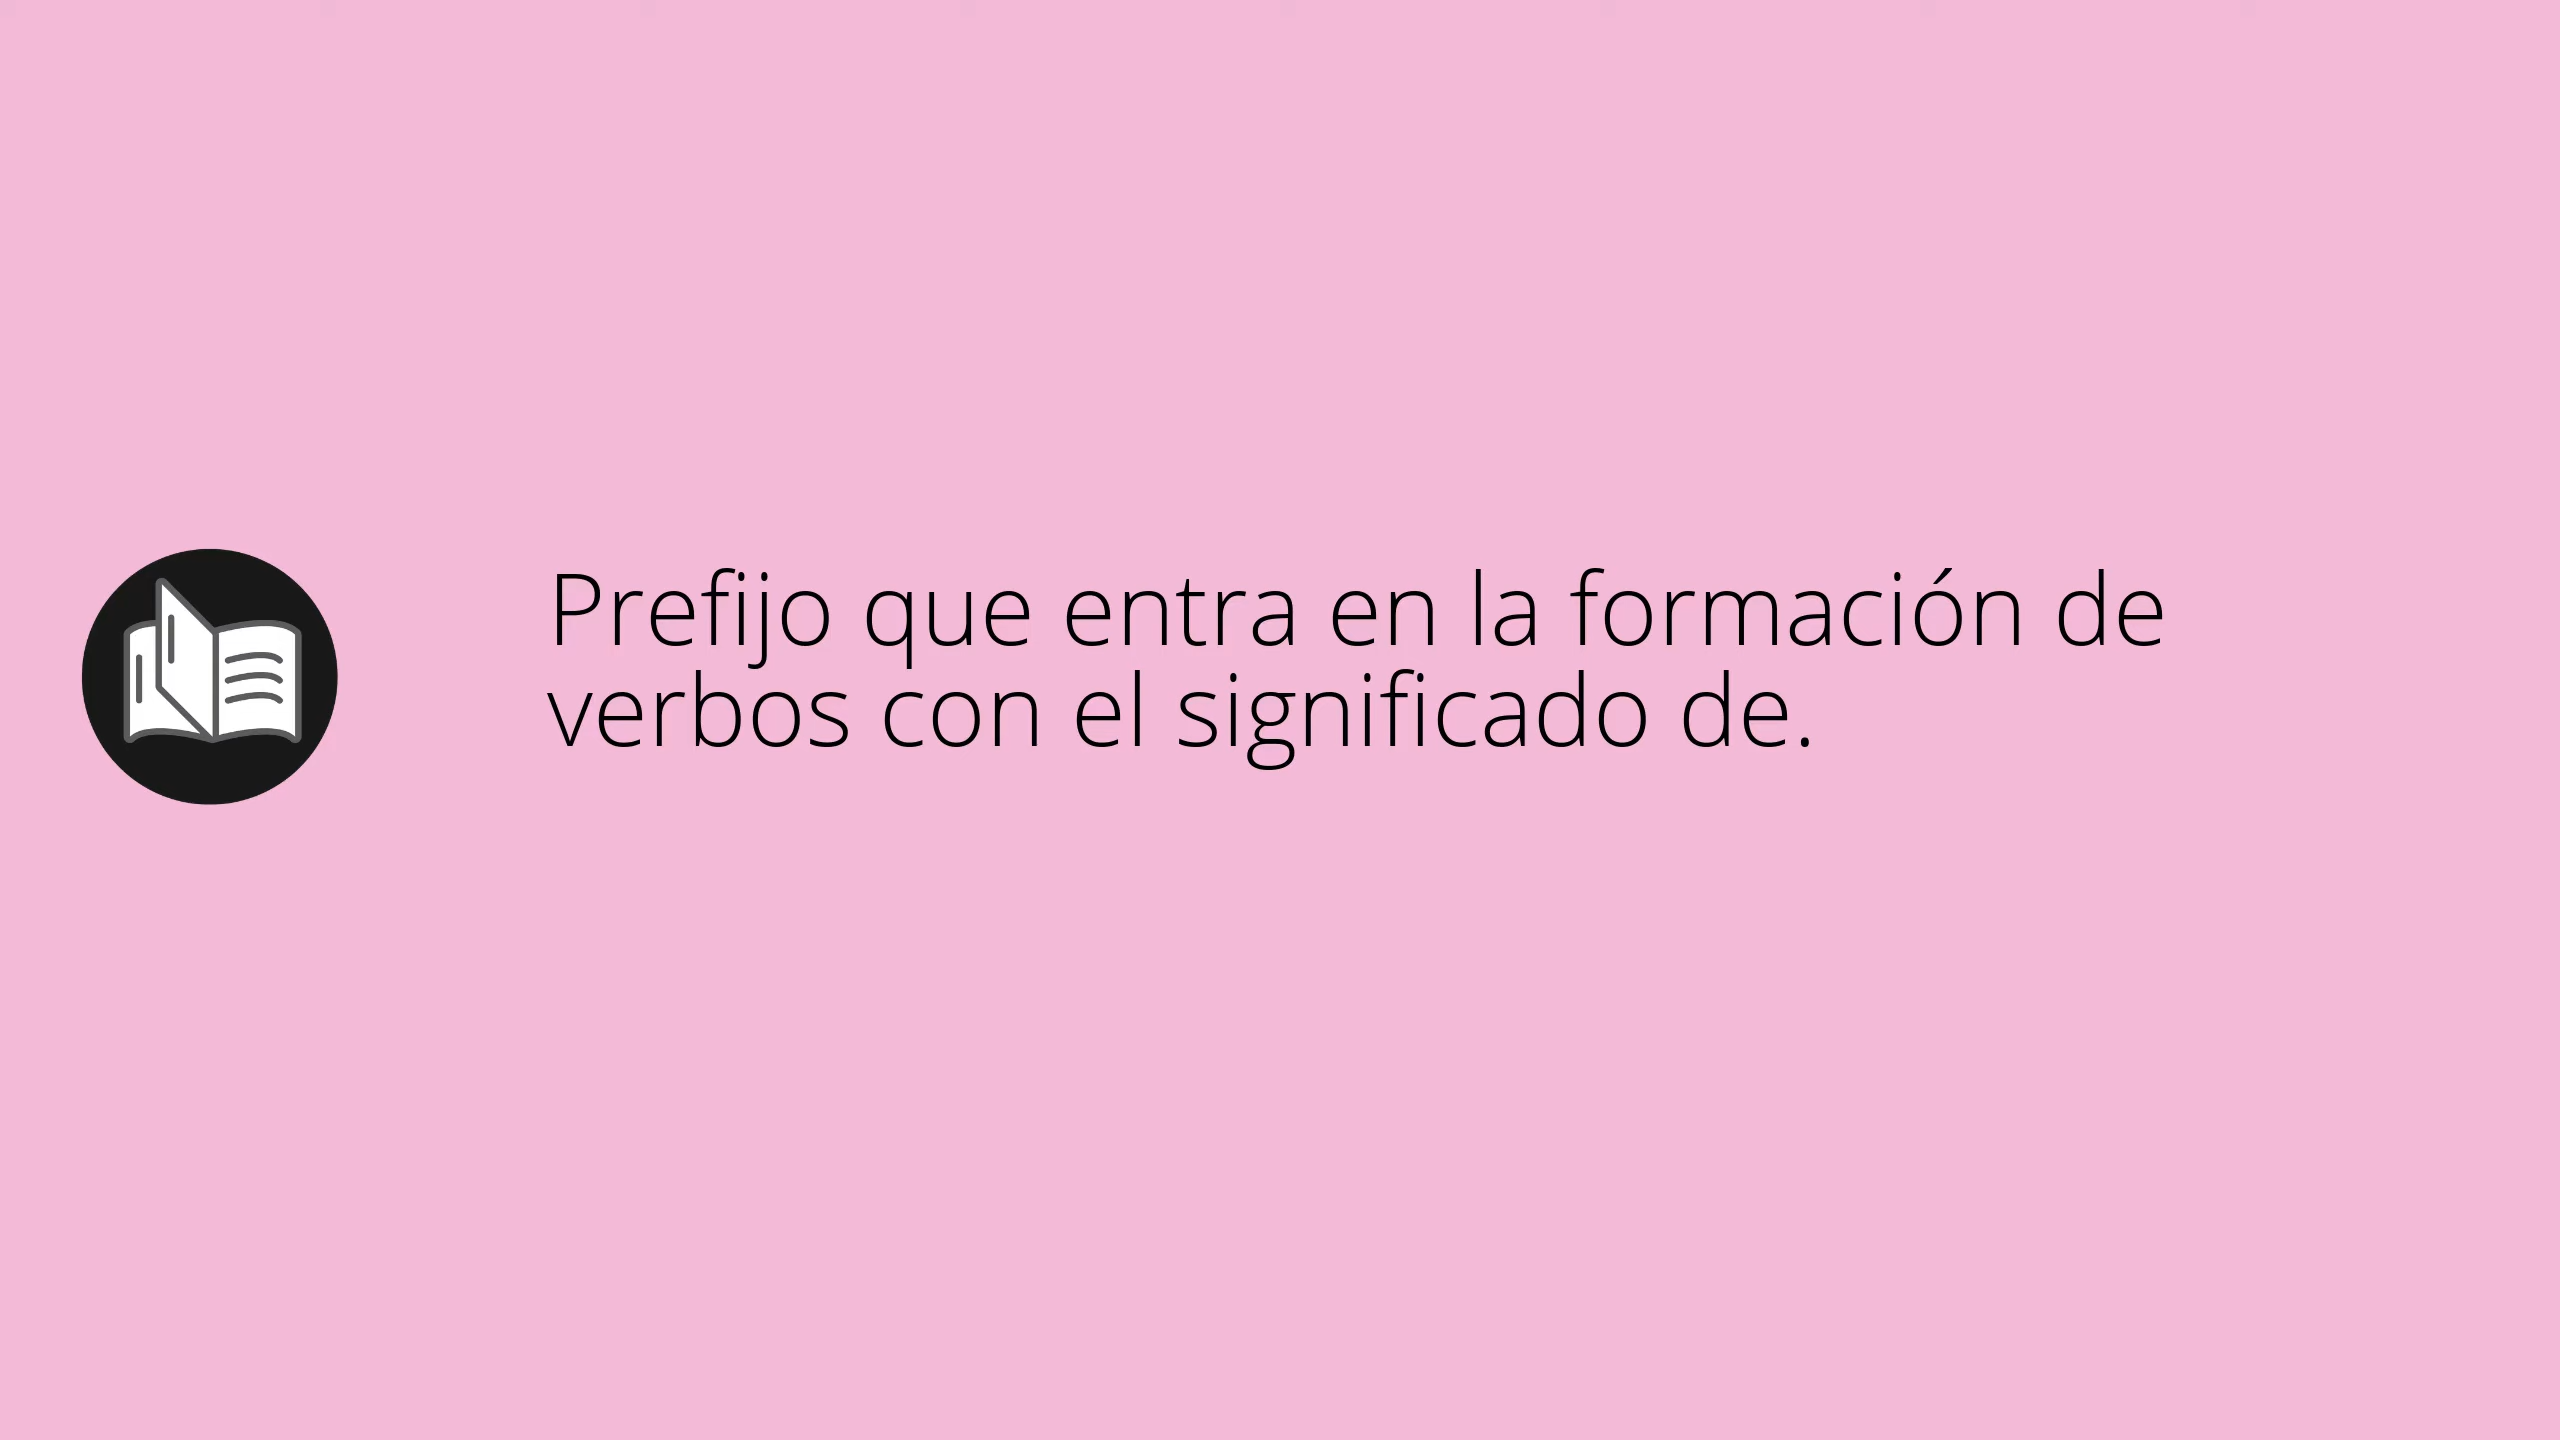 Prefijo que entra en la formación de
verbos con el significado de.